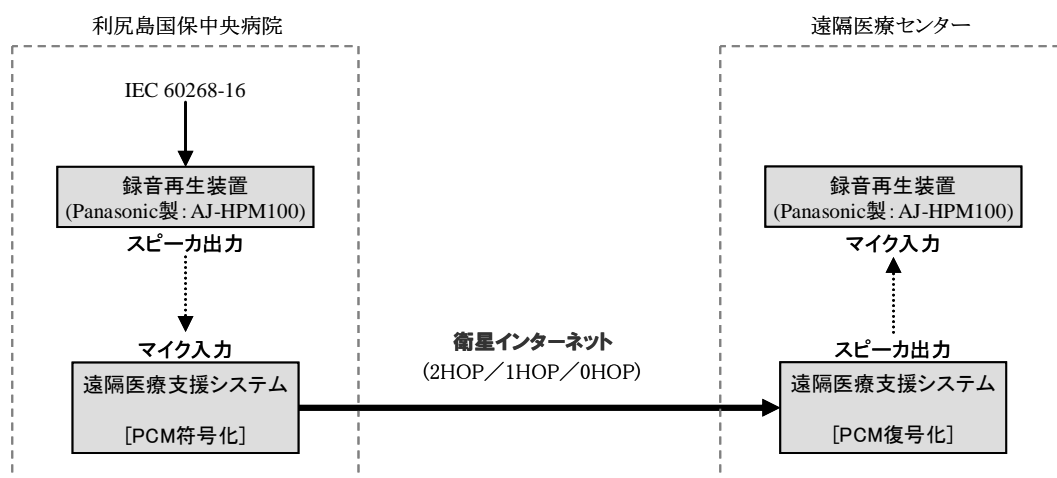 利尻島国保中央病院
IEC 60268-16
録音再生装置
(Panasonic製：AJ-HPM100)
スピーカ出力
マイク入力
遠隔医療支援システム
[PCM符号化]
衛星インターネット
(2HOP／1HOP／0HOP)
遠隔医療センター
録音再生装置
(Panasonic製：AJ-HPM100)
マイク入力
スピーカ出力
遠隔医療支援システム
[PCM復号化]